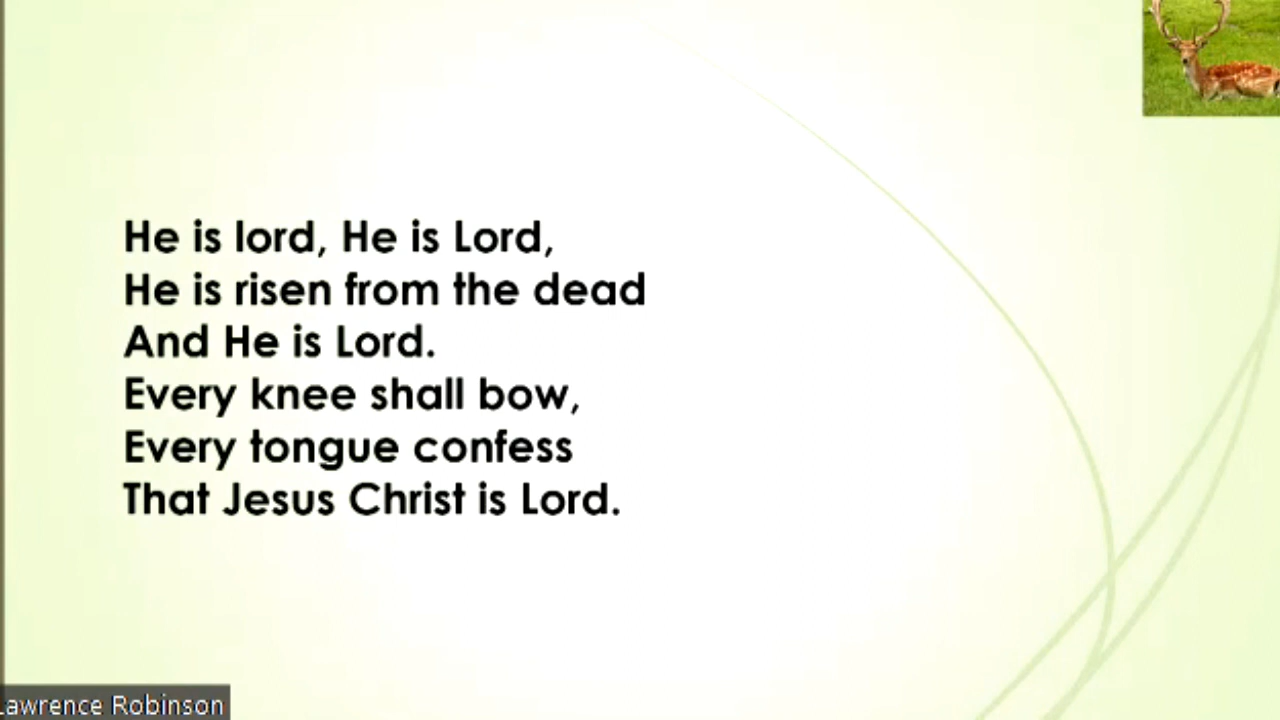 He is lord, He is Lord,
He is risen from the dead
And He is Lord.
Every knee shall bow,
Every tongue confess
That Jesus Christ is Lord.
Lawrence Robinson